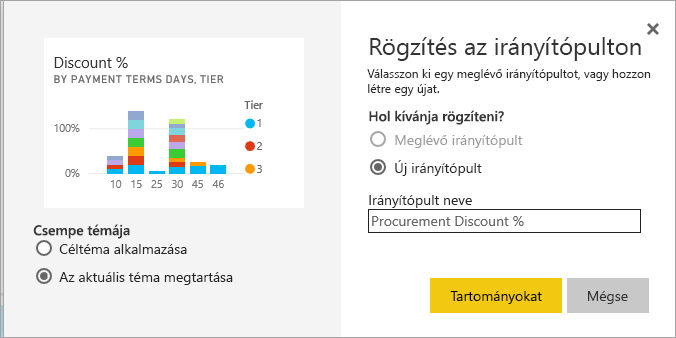 Discount %
BY PAYMENT TERMS DAYS, TIER
100%
0%
10 15 25 30 45 46
Tier
1
2
3
Csempe témája
Céltéma alkalmazása
Az aktuális téma megtartása
Rögzítés az irányítópulton
Válasszon ki egy meglévő irányítópultot, vagy hozzon
létre egy újat.
Hol kívánja rögzíteni?
Meglévő irányítópult
Új irányítópult
Irányítópult neve
Procurement Discount %
Tartományokat
Mégse